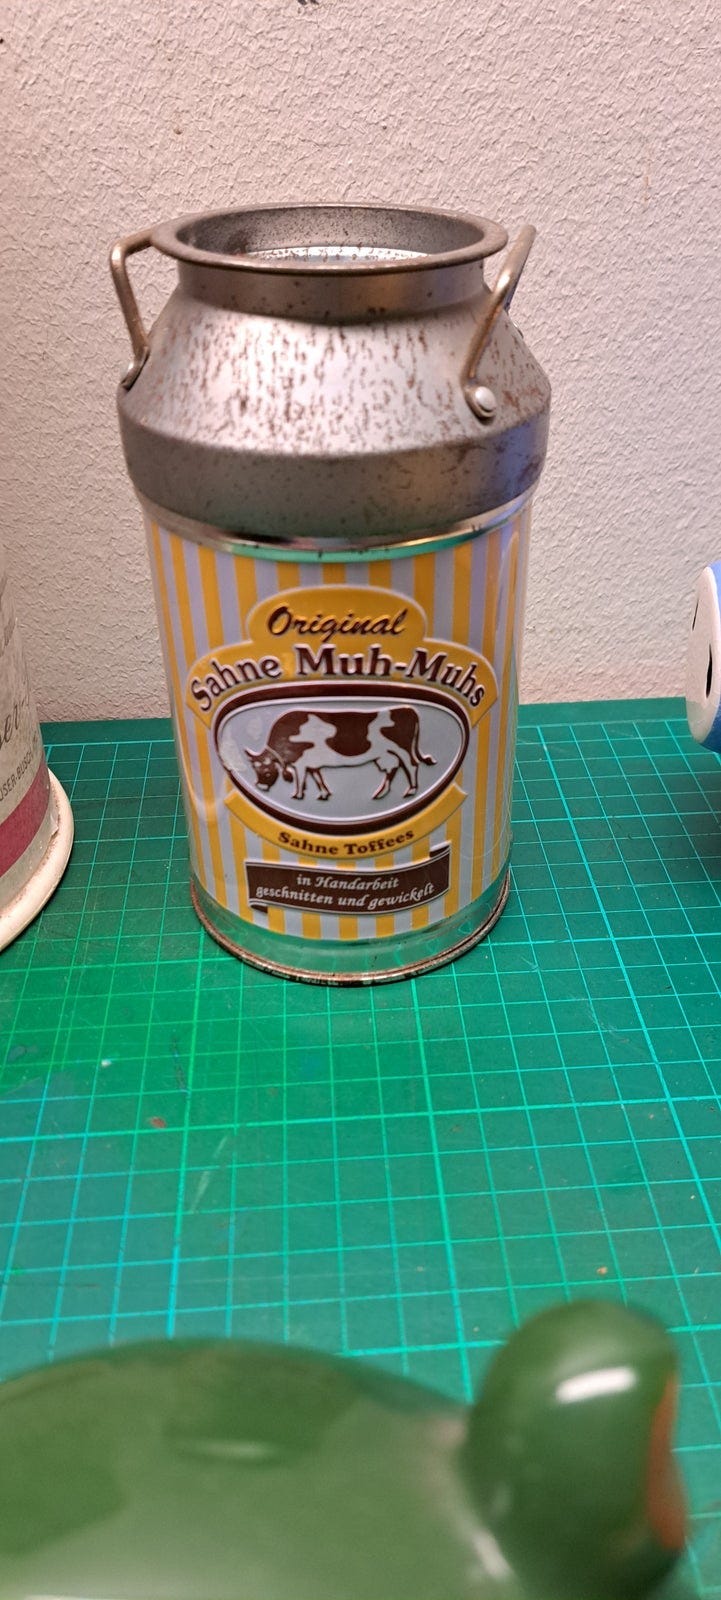 Original
Sahne Muh-Muhs
Sahne Toffees
in Handarbeit
geschnitten und gewickelt